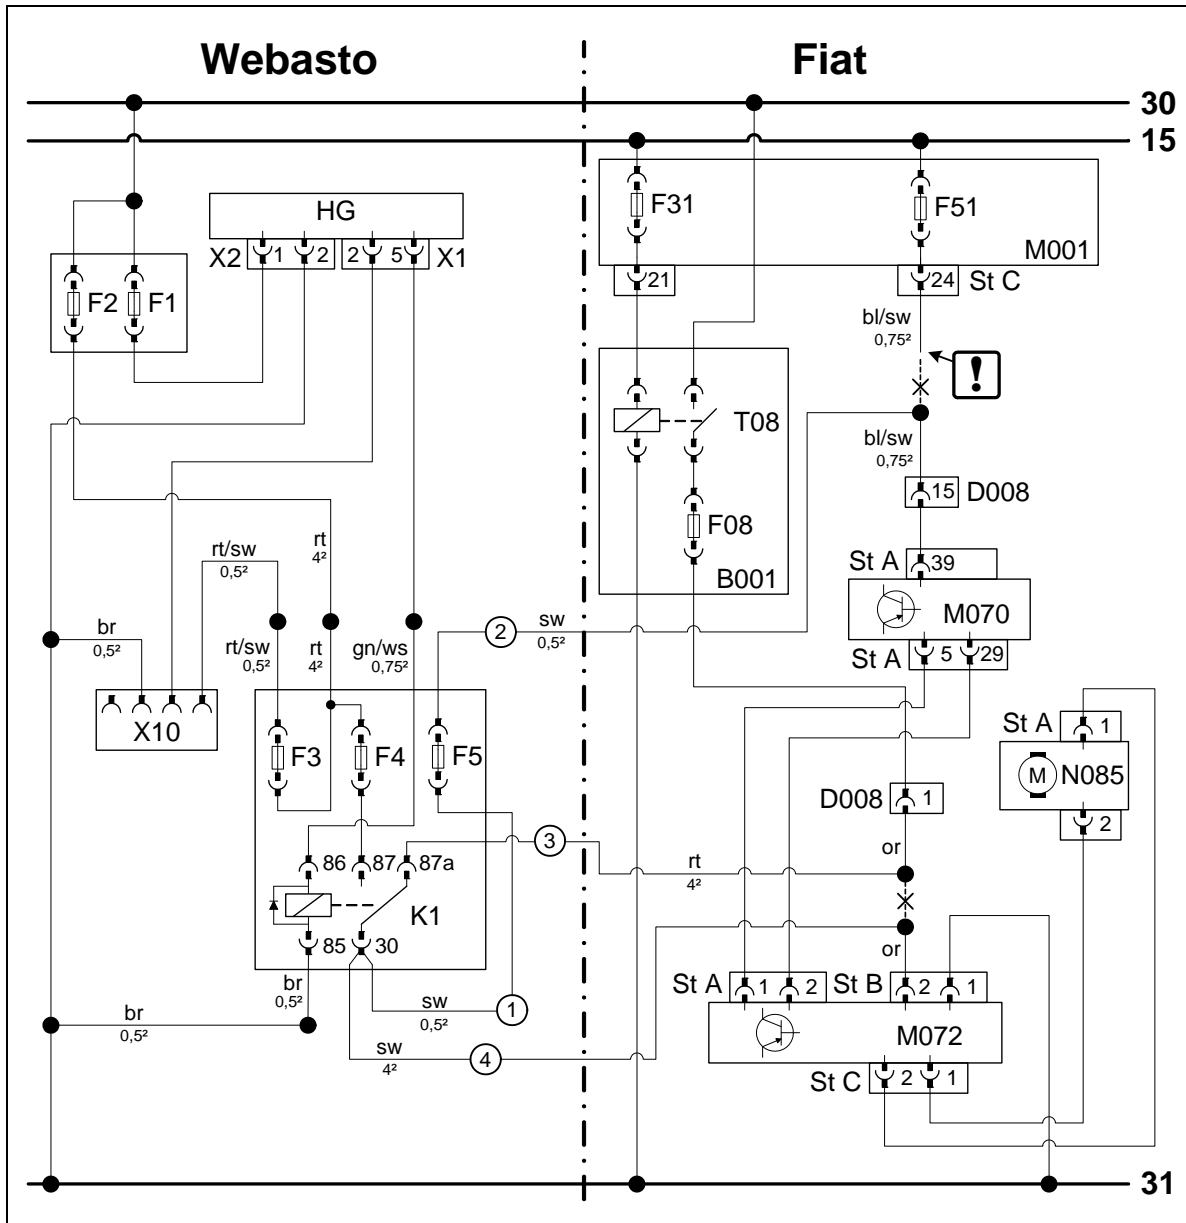 Webasto Fiat
30
15
HG
F31
F51
M001
X2 1 2 2 5 X1
21
24 St C
F2 F1
bl/sw
0,75²
!
T08
bl/sw
0,75²
15 D008
F08
rt/sw
0,5²
rt
4²
St A 39
B001
M070
br
0,5²
rt/sw
0,5²
rt
4²
gn/ws
0,75²
2
sw
0,5²
St A 5 29
X10
St A 1
F3 F4 F5
M N085
D008 1
2
3
or
86 87 87a
rt
4²
K1
85 30
or
br
0,5²
St A 1 2 St B 2 1
sw
0,5²
1
br
0,5²
M072
sw
4²
4
St C 2 1
31